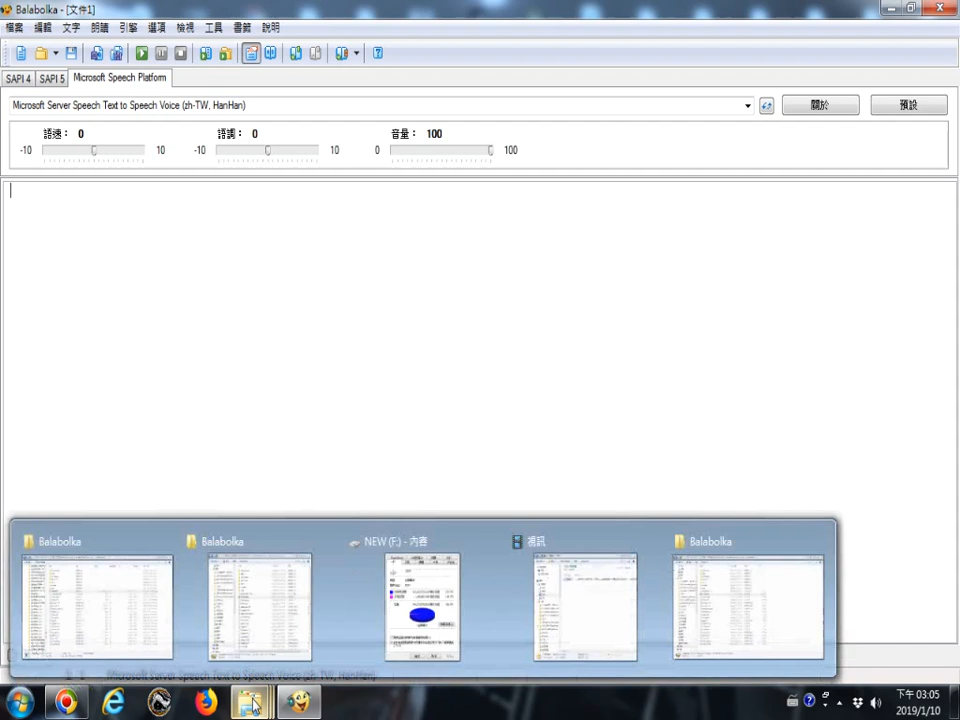 Balabolka - [文件1]
檔案 編輯 文字 朗讀 引擎 選項 檢視 工具 書籤 說明
SAPI 4 SAPI 5 Microsoft Speech Platform
Microsoft Server Speech Text to Speech Voice (zh-TW, HanHan) 關於 預設
語速： 0 語調： 0 音量： 100
-10 10 -10 10 0 100
Balabolka Balabolka NEW (F:) - 內容 視訊 Balabolka
Microsoft Server Speech Text to Speech Voice (zh-TW, HanHan)
下午 03:05
2019/1/10